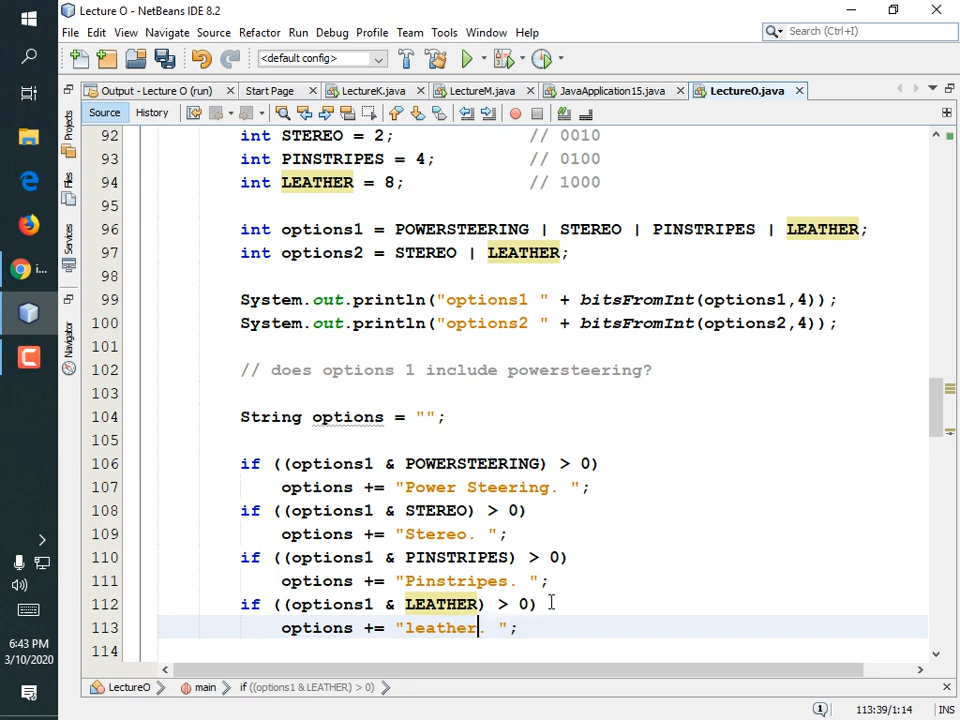 Lecture O - NetBeans IDE 8.2
File Edit View Navigate Source Refactor Run Debug Profile Team Tools Window Help
Search (Ctrl+I)
<default config>
Output - Lecture O (run) Start Page LectureK.java LectureM.java JavaApplication15.java LectureO.java
Source History
Projects
Files
Services
Navigator
92 int STEREO = 2; // 0010
93 int PINSTRIPES = 4; // 0100
94 int LEATHER = 8; // 1000
95
96 int options1 = POWERSTEERING | STEREO | PINSTRIPES | LEATHER;
97 int options2 = STEREO | LEATHER;
98
99 System.out.println("options1 " + bitsFromInt(options1,4));
100 System.out.println("options2 " + bitsFromInt(options2,4));
101
102 // does options 1 include powersteering?
103
104 String options = "";
105
106 if ((options1 & POWERSTEERING) > 0)
107 options += "Power Steering. ";
108 if ((options1 & STEREO) > 0)
109 options += "Stereo. ";
110 if ((options1 & PINSTRIPES) > 0)
111 options += "Pinstripes. ";
112 if ((options1 & LEATHER) > 0)
113 options += "leather. ";
114
LectureO main if ((options1 & LEATHER) > 0)
1 113:39/1:14 INS
i...
6:43 PM
3/10/2020